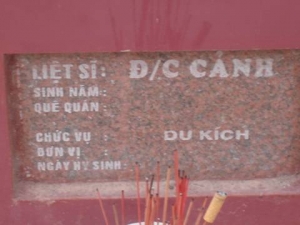 LIỆT SĨ: Đ/C CẢNH
SINH NĂM:
QUÊ QUÁN:
CHỨC VỤ : DU KÍCH
ĐƠN VỊ :
NGÀY HY SINH: